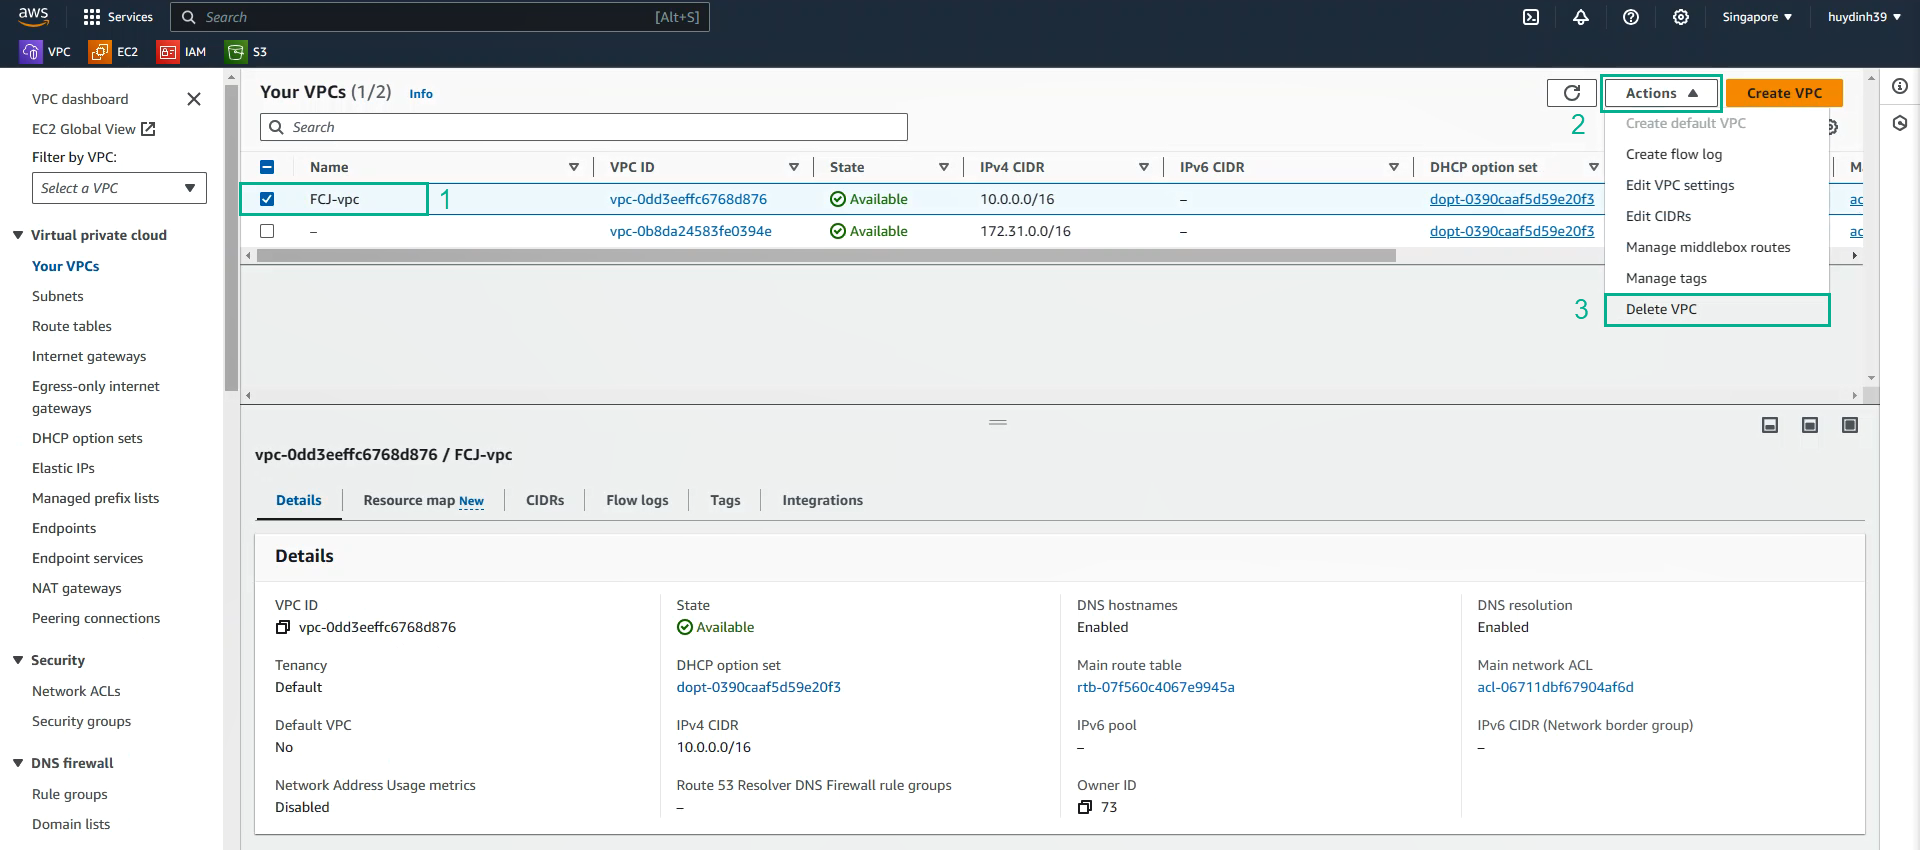 aws
Services
Search
[Alt+S]
Singapore
huydinh39
VPC
EC2
IAM
S3
VPC dashboard
EC2 Global View
Filter by VPC:
Select a VPC
Virtual private cloud
Your VPCs
Subnets
Route tables
Internet gateways
Egress-only internet
gateways
DHCP option sets
Elastic IPs
Managed prefix lists
Endpoints
Endpoint services
NAT gateways
Peering connections
Security
Network ACLs
Security groups
DNS firewall
Rule groups
Domain lists
Your VPCs (1/2) Info
Actions
Create VPC
Search
2
Create default VPC
Create flow log
Edit VPC settings
Edit CIDRs
Manage middlebox routes
Manage tags
3
Delete VPC
Name VPC ID State IPv4 CIDR IPv6 CIDR DHCP option set
FCJ-vpc 1 vpc-0dd3eeffc6768d876 Available 10.0.0.0/16 – dopt-0390caaf5d59e20f3
– vpc-0b8da24583fe0394e Available 172.31.0.0/16 – dopt-0390caaf5d59e20f3
vpc-0dd3eeffc6768d876 / FCJ-vpc
Details Resource map New CIDRs Flow logs Tags Integrations
Details
VPC ID
vpc-0dd3eeffc6768d876
State
Available
DNS hostnames
Enabled
DNS resolution
Enabled
Tenancy
Default
DHCP option set
dopt-0390caaf5d59e20f3
Main route table
rtb-07f560c4067e9945a
Main network ACL
acl-06711dbf67904af6d
Default VPC
No
IPv4 CIDR
10.0.0.0/16
IPv6 pool
–
IPv6 CIDR (Network border group)
–
Network Address Usage metrics
Disabled
Route 53 Resolver DNS Firewall rule groups
–
Owner ID
73